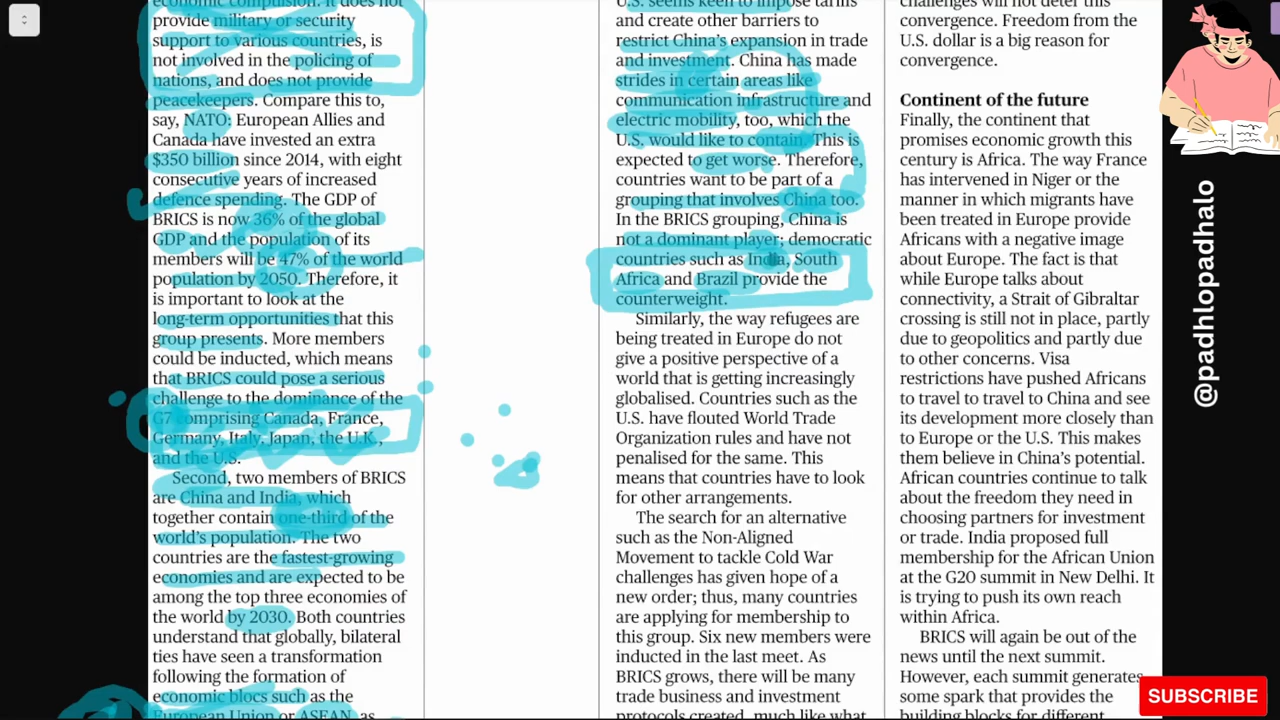 economic compulsion. It does not
provide military or security
support to various countries, is
not involved in the policing of
nations, and does not provide
peacekeepers. Compare this to,
say, NATO: European Allies and
Canada have invested an extra
$350 billion since 2014, with eight
consecutive years of increased
defence spending. The GDP of
BRICS is now 36% of the global
GDP and the population of its
members will be 47% of the world
population by 2050. Therefore, it
is important to look at the
long-term opportunities that this
group presents. More members
could be inducted, which means
that BRICS could pose a serious
challenge to the dominance of the
G7 comprising Canada, France,
Germany, Italy, Japan, the U.K.,
and the U.S.
Second, two members of BRICS
are China and India, which
together contain one-third of the
world's population. The two
countries are the fastest-growing
economies and are expected to be
among the top three economies of
the world by 2030. Both countries
understand that globally, bilateral
ties have seen a transformation
following the formation of
economic blocs such as the
European Union or ASEAN, as
U.S. seems keen to impose tariffs
and create other barriers to
restrict China's expansion in trade
and investment. China has made
strides in certain areas like
communication infrastructure and
electric mobility, too, which the
U.S. would like to contain. This is
expected to get worse. Therefore,
countries want to be part of a
grouping that involves China too.
In the BRICS grouping, China is
not a dominant player; democratic
countries such as India, South
Africa and Brazil provide the
counterweight.
Similarly, the way refugees are
being treated in Europe do not
give a positive perspective of a
world that is getting increasingly
globalised. Countries such as the
U.S. have flouted World Trade
Organization rules and have not
penalised for the same. This
means that countries have to look
for other arrangements.
The search for an alternative
such as the Non-Aligned
Movement to tackle Cold War
challenges has given hope of a
new order; thus, many countries
are applying for membership to
this group. Six new members were
inducted in the last meet. As
BRICS grows, there will be many
trade business and investment
protocols created, much like what
challenges will not deter this
convergence. Freedom from the
U.S. dollar is a big reason for
convergence.
Continent of the future
Finally, the continent that
promises economic growth this
century is Africa. The way France
has intervened in Niger or the
manner in which migrants have
been treated in Europe provide
Africans with a negative image
about Europe. The fact is that
while Europe talks about
connectivity, a Strait of Gibraltar
crossing is still not in place, partly
due to geopolitics and partly due
to other concerns. Visa
restrictions have pushed Africans
to travel to travel to China and see
its development more closely than
to Europe or the U.S. This makes
them believe in China's potential.
African countries continue to talk
about the freedom they need in
choosing partners for investment
or trade. India proposed full
membership for the African Union
at the G20 summit in New Delhi. It
is trying to push its own reach
within Africa.
BRICS will again be out of the
news until the next summit.
However, each summit generates
some spark that provides the
building blocks for different
@padhlopadhalo
SUBSCRIBE